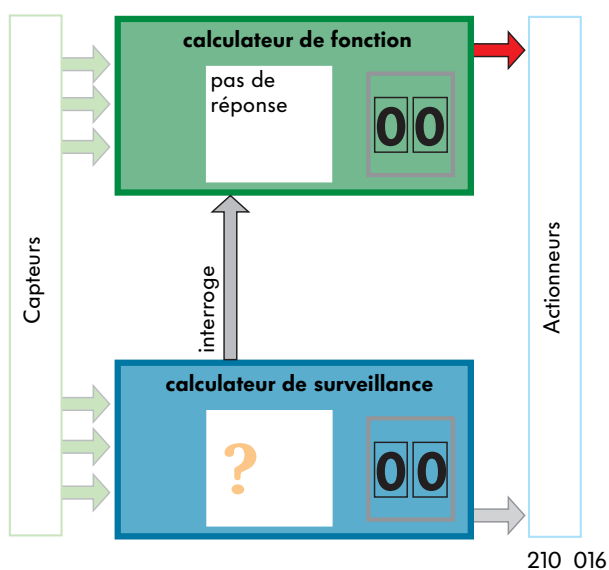 calculateur de fonction
pas de
réponse
00
Capteurs
interroge
Actionneurs
calculateur de surveillance
?
00
210 016